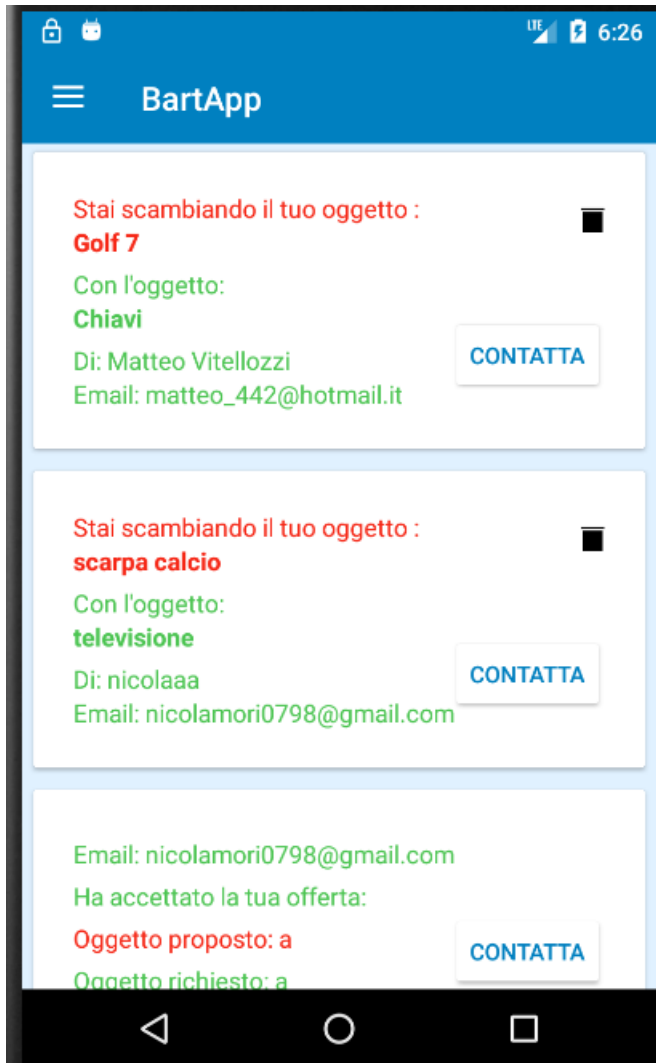 LTE 6:26
BartApp
Stai scambiando il tuo oggetto :
Golf 7
Con l'oggetto:
Chiavi
Di: Matteo Vitellozzi
CONTATTA
Email: matteo_442@hotmail.it
Stai scambiando il tuo oggetto :
scarpa calcio
Con l'oggetto:
televisione
Di: nicolaaa
CONTATTA
Email: nicolamori0798@gmail.com
Email: nicolamori0798@gmail.com
Ha accettato la tua offerta:
Oggetto proposto: a
CONTATTA
Oggetto richiesto: a